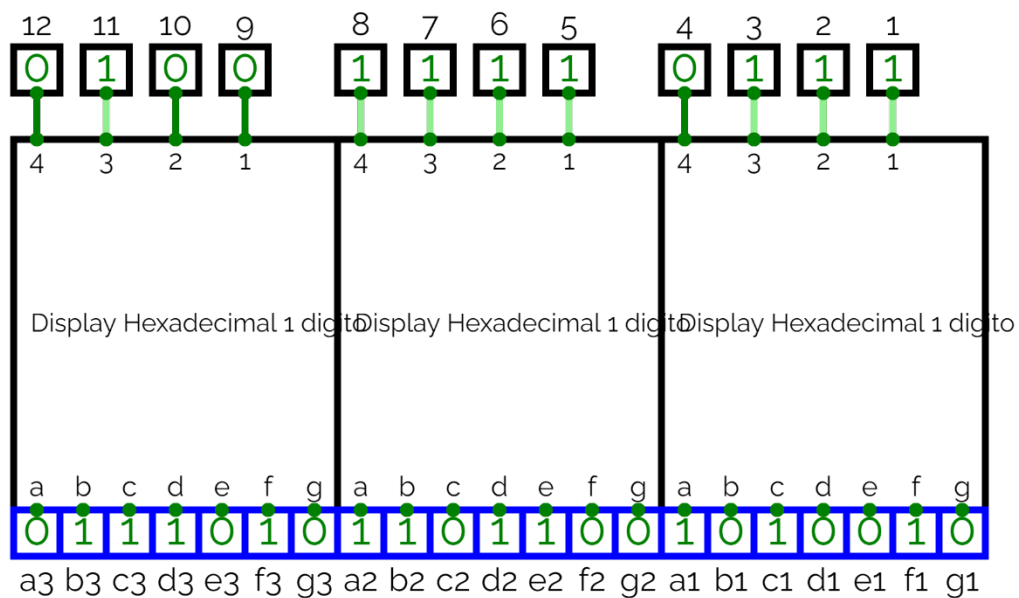 12 11 10 9 8 7 6 5 4 3 2 1
0 1 0 0 1 1 1 1 0 1 1 1
4 3 2 1 4 3 2 1 4 3 2 1
Display Hexadecimal 1 digito Display Hexadecimal 1 digito Display Hexadecimal 1 digito
a b c d e f g a b c d e f g a b c d e f g
0 1 1 1 0 1 0 1 1 0 1 1 0 0 1 0 1 0 0 1 0
a3 b3 c3 d3 e3 f3 g3 a2 b2 c2 d2 e2 f2 g2 a1 b1 c1 d1 e1 f1 g1